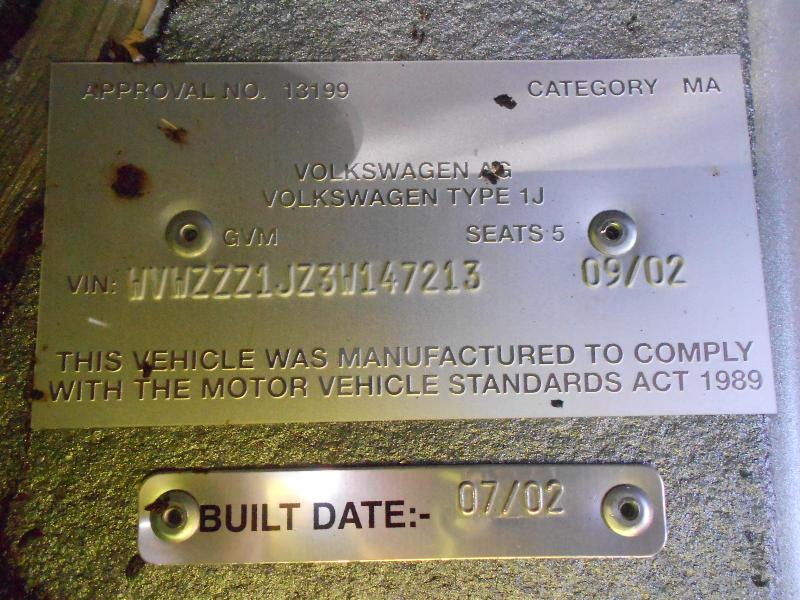 APPROVAL NO. 13199 CATEGORY MA
VOLKSWAGEN AG
VOLKSWAGEN TYPE 1J
GVM SEATS 5
VIN: WVWZZZ1JZ3W147213 09/02
THIS VEHICLE WAS MANUFACTURED TO COMPLY
WITH THE MOTOR VEHICLE STANDARDS ACT 1989
BUILT DATE:- 07/02